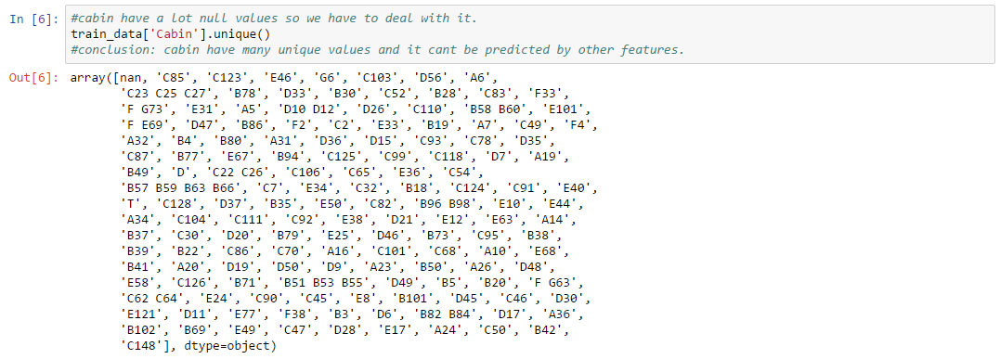 In [6]: #cabin have a lot null values so we have to deal with it.
train_data['Cabin'].unique()
#conclusion: cabin have many unique values and it cant be predicted by other features.
Out[6]: array([nan, 'C85', 'C123', 'E46', 'G6', 'C103', 'D56', 'A6',
'C23 C25 C27', 'B78', 'D33', 'B30', 'C52', 'B28', 'C83', 'F33',
'F G73', 'E31', 'A5', 'D10 D12', 'D26', 'C110', 'B58 B60', 'E101',
'F E69', 'D47', 'B86', 'F2', 'C2', 'E33', 'B19', 'A7', 'C49', 'F4',
'A32', 'B4', 'B80', 'A31', 'D36', 'D15', 'C93', 'C78', 'D35',
'C87', 'B77', 'E67', 'B94', 'C125', 'C99', 'C118', 'D7', 'A19',
'B49', 'D', 'C22 C26', 'C106', 'C65', 'E36', 'C54',
'B57 B59 B63 B66', 'C7', 'E34', 'C32', 'B18', 'C124', 'C91', 'E40',
'T', 'C128', 'D37', 'B35', 'E50', 'C82', 'B96 B98', 'E10', 'E44',
'A34', 'C104', 'C111', 'C92', 'E38', 'D21', 'E12', 'E63', 'A14',
'B37', 'C30', 'D20', 'B79', 'E25', 'D46', 'B73', 'C95', 'B38',
'B39', 'B22', 'C86', 'C70', 'A16', 'C101', 'C68', 'A10', 'E68',
'B41', 'A20', 'D19', 'D50', 'D9', 'A23', 'B50', 'A26', 'D48',
'E58', 'C126', 'B71', 'B51 B53 B55', 'D49', 'B5', 'B20', 'F G63',
'C62 C64', 'E24', 'C90', 'C45', 'E8', 'B101', 'D45', 'C46', 'D30',
'E121', 'D11', 'E77', 'F38', 'B3', 'D6', 'B82 B84', 'D17', 'A36',
'B102', 'B69', 'E49', 'C47', 'D28', 'E17', 'A24', 'C50', 'B42',
'C148'], dtype=object)